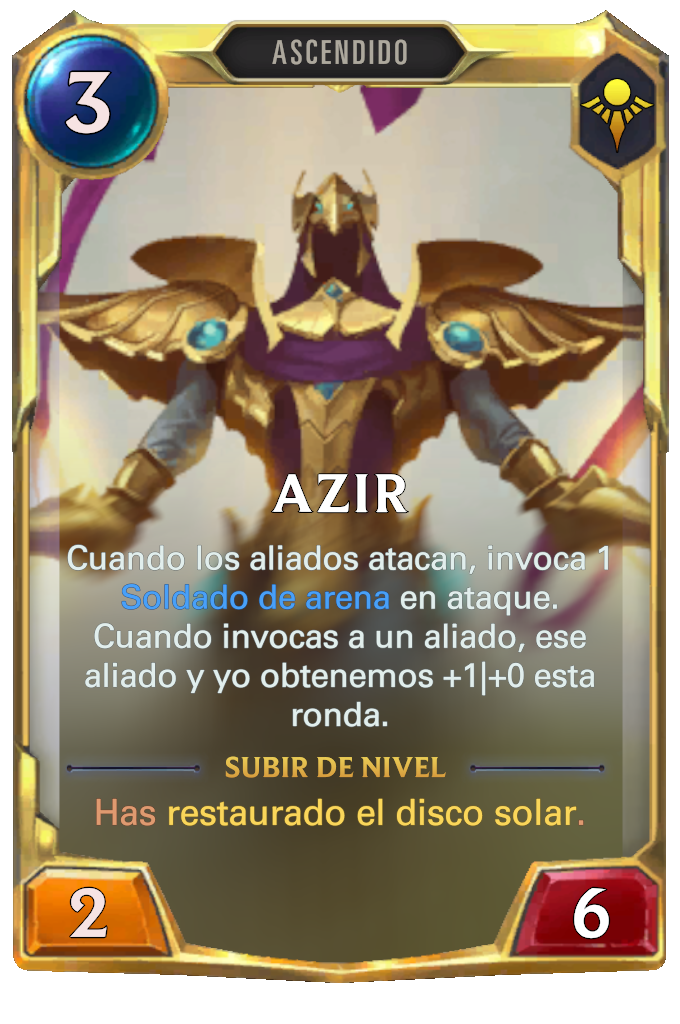 ASCENDIDO
3
AZIR
Cuando los aliados atacan, invoca 1
Soldado de arena en ataque.
Cuando invocas a un aliado, ese
aliado y yo obtenemos +1|+0 esta
ronda.
SUBIR DE NIVEL
Has restaurado el disco solar.
2
6